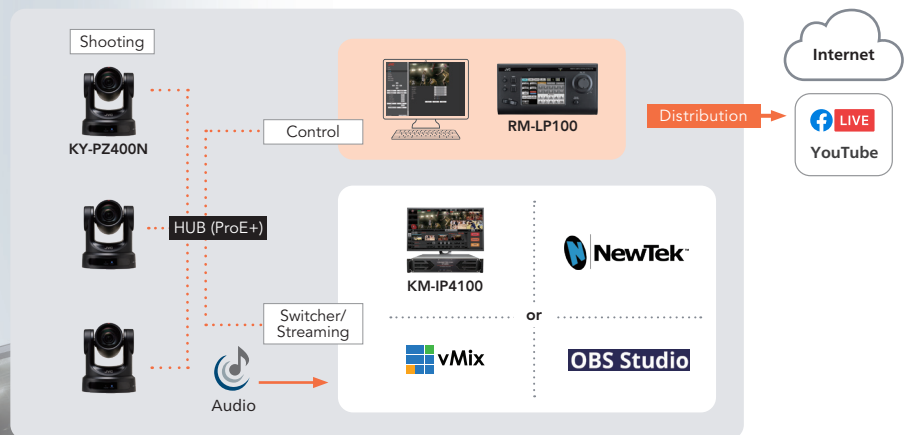 Shooting
KY-PZ400N
HUB (ProE+)
Control
RM-LP100
Distribution
Internet
LIVE
YouTube
Switcher/
Streaming
Audio
KM-IP4100
NewTek™
or
vMix
OBS Studio